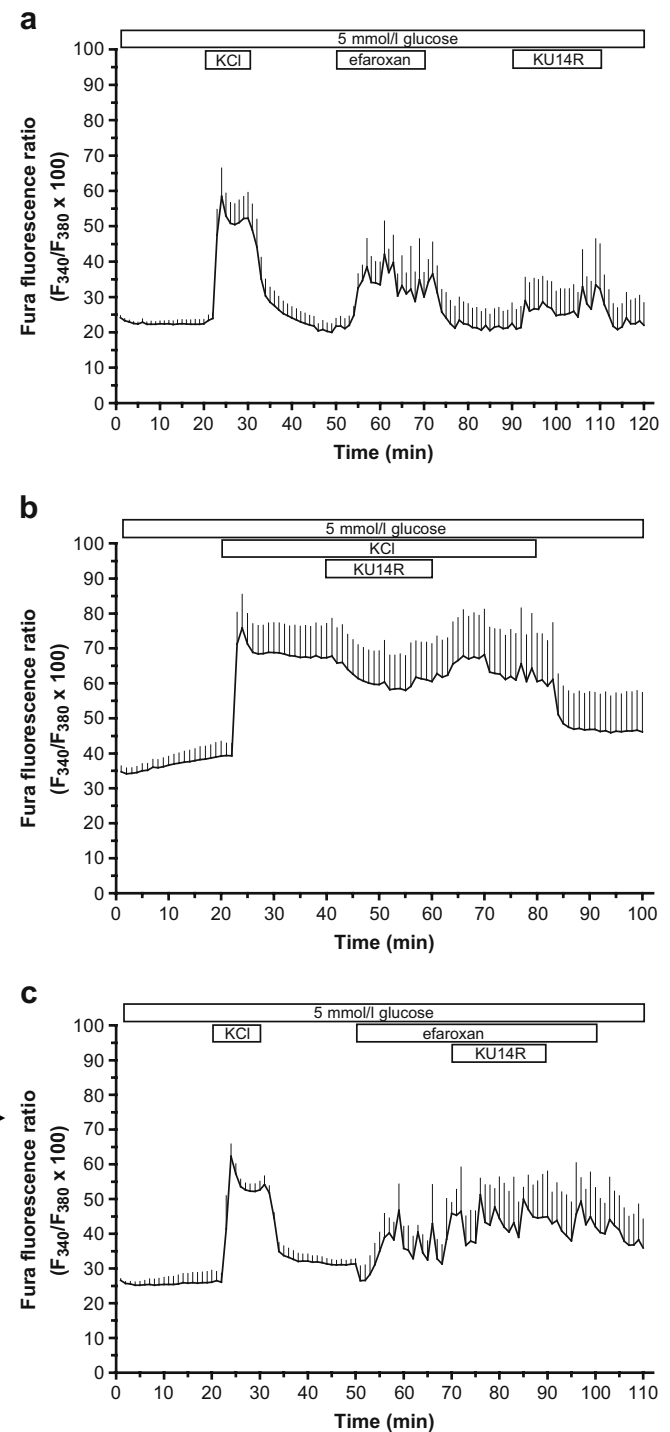 a
5 mmol/l glucose
KCl efaroxan KU14R
100
90
80
70
60
50
40
30
20
10
0
Fura fluorescence ratio
(F340/F380 x 100)
0 10 20 30 40 50 60 70 80 90 100 110 120
Time (min)
b
5 mmol/l glucose
KCl
KU14R
100
90
80
70
60
50
40
30
20
10
0
Fura fluorescence ratio
(F340/F380 x 100)
0 10 20 30 40 50 60 70 80 90 100
Time (min)
c
5 mmol/l glucose
KCl efaroxan
KU14R
100
90
80
70
60
50
40
30
20
10
0
Fura fluorescence ratio
(F340/F380 x 100)
0 10 20 30 40 50 60 70 80 90 100 110
Time (min)